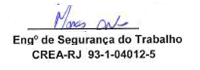 Engº de Segurança do Trabalho
CREA-RJ 93-1-04012-5